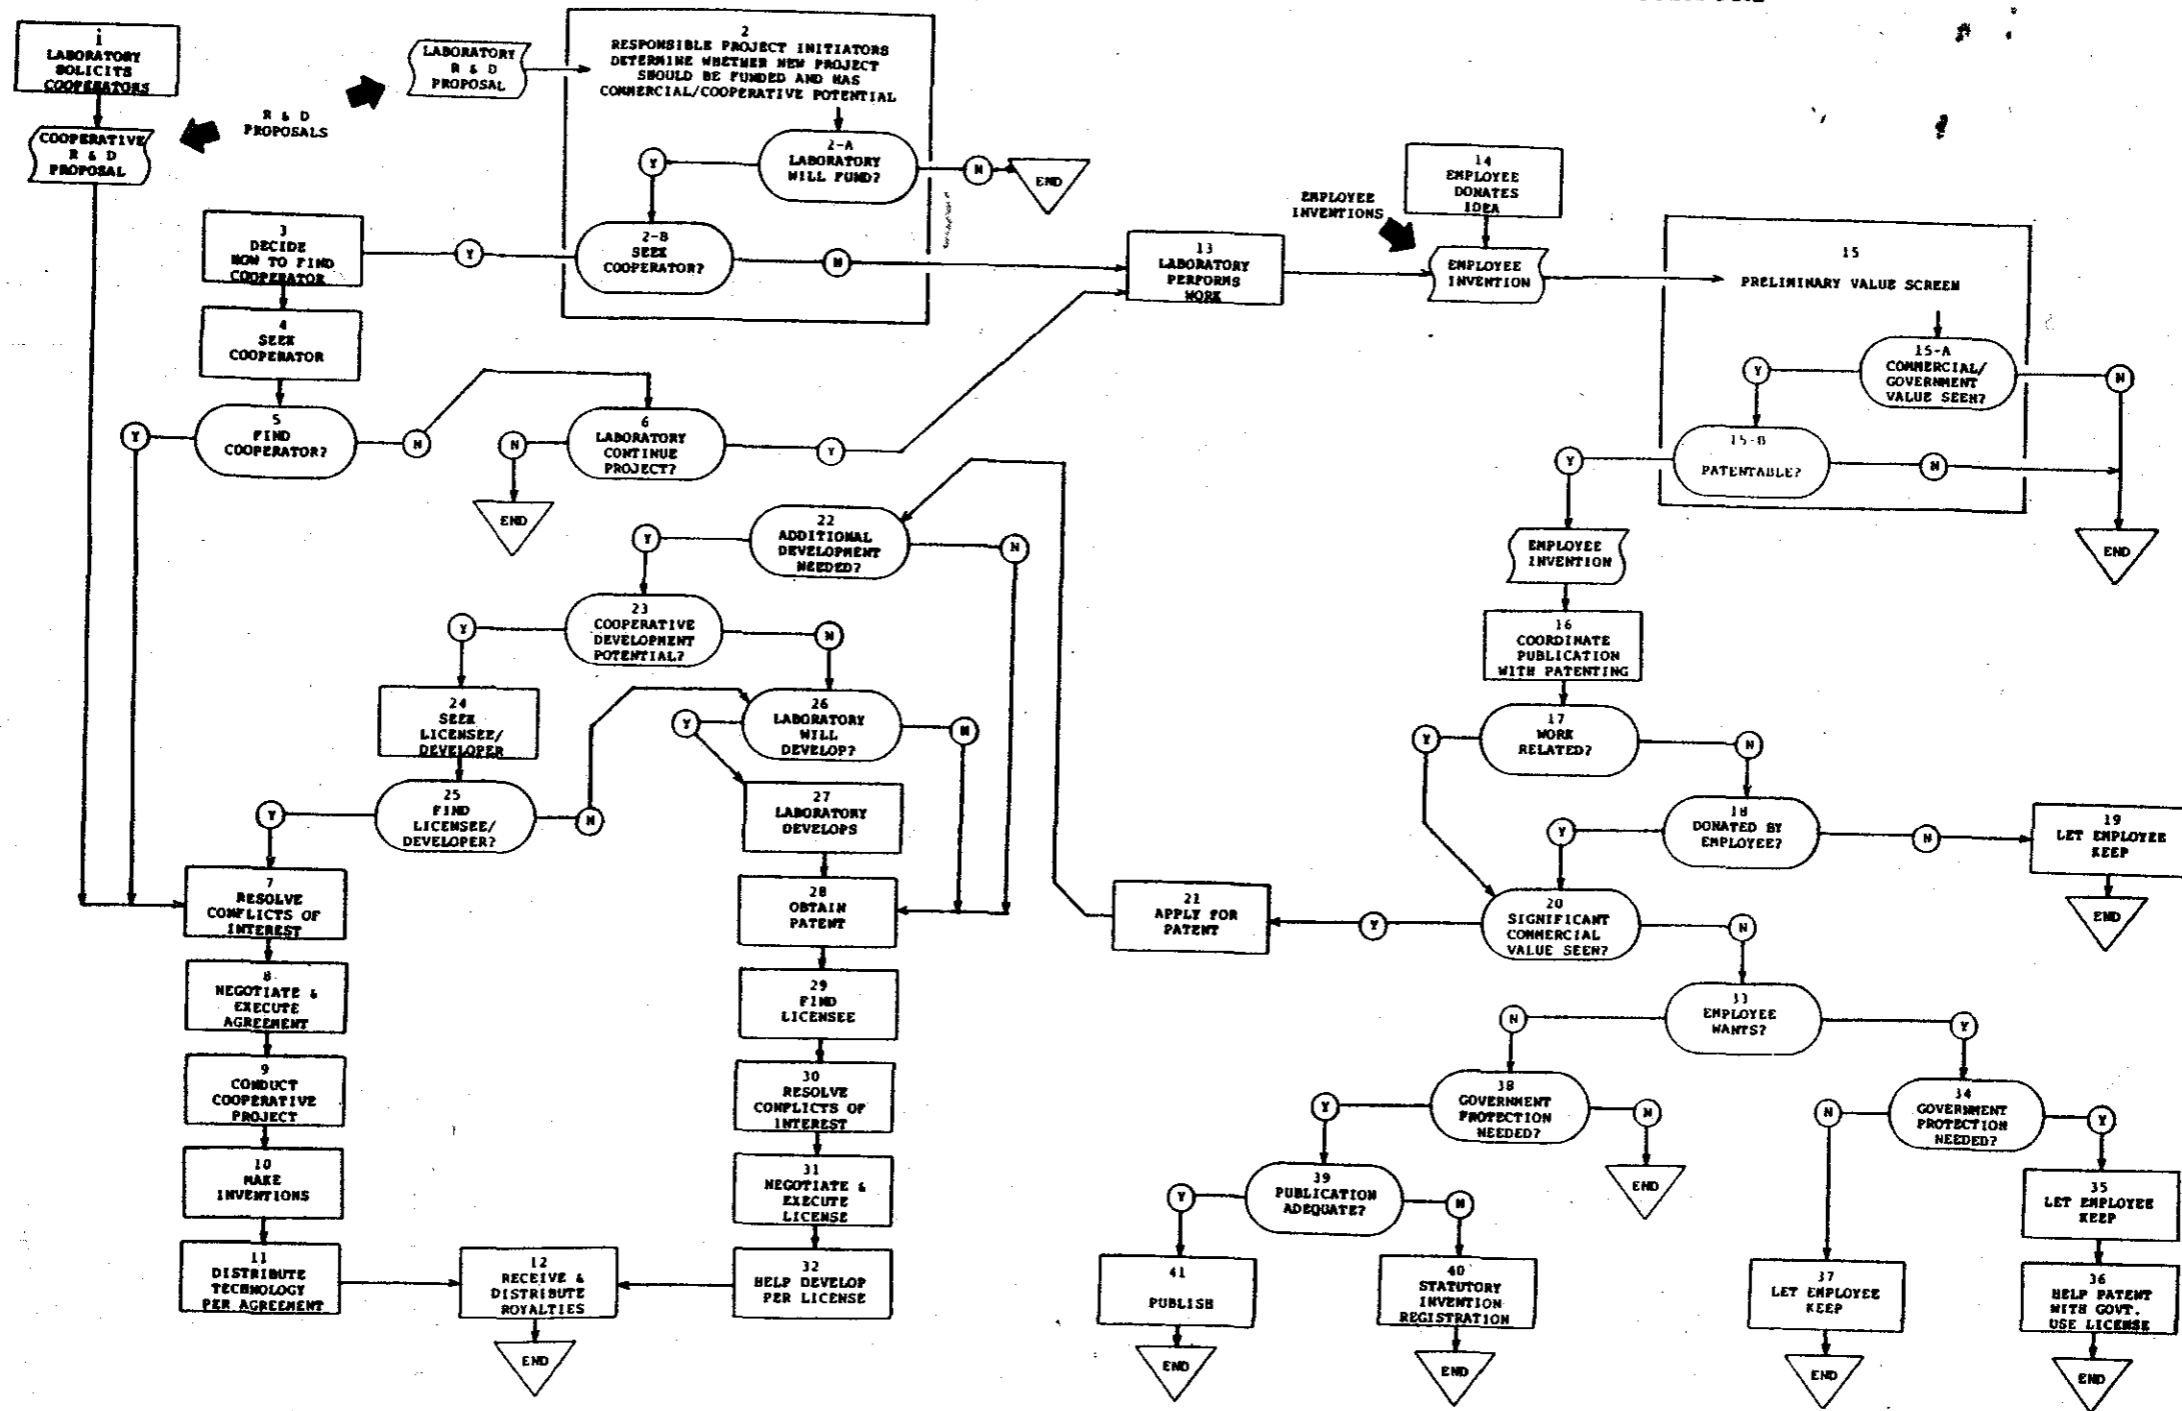 1
LABORATORY
SOLICITS
COOPERATORS
COOPERATIVE
R & D
PROPOSAL
R & D
PROPOSALS
LABORATORY
R & D
PROPOSAL
2
RESPONSIBLE PROJECT INITIATORS
DETERMINE WHETHER NEW PROJECT
SHOULD BE FUNDED AND HAS
COMMERCIAL/COOPERATIVE POTENTIAL
2-A
LABORATORY
WILL FUND?
Y
N
END
2-B
SEEK
COOPERATOR?
Y
N
3
DECIDE
HOW TO FIND
COOPERATOR
4
SEEK
COOPERATOR
5
FIND
COOPERATOR?
Y
N
6
LABORATORY
CONTINUE
PROJECT?
N
Y
END
13
LABORATORY
PERFORMS
WORK
14
EMPLOYEE
DONATES
IDEA
EMPLOYEE
INVENTIONS
EMPLOYEE
INVENTION
15
PRELIMINARY VALUE SCREEN
15-A
COMMERCIAL/
GOVERNMENT
VALUE SEEN?
Y
N
15-B
PATENTABLE?
Y
N
END
EMPLOYEE
INVENTION
16
COORDINATE
PUBLICATION
WITH PATENTING
17
WORK
RELATED?
Y
N
18
DONATED BY
EMPLOYEE?
Y
N
19
LET EMPLOYEE
KEEP
END
20
SIGNIFICANT
COMMERCIAL
VALUE SEEN?
Y
N
21
APPLY FOR
PATENT
22
ADDITIONAL
DEVELOPMENT
NEEDED?
Y
N
23
COOPERATIVE
DEVELOPMENT
POTENTIAL?
Y
N
24
SEEK
LICENSEE/
DEVELOPER
25
FIND
LICENSEE/
DEVELOPER?
Y
N
26
LABORATORY
WILL
DEVELOP?
Y
N
27
LABORATORY
DEVELOPS
28
OBTAIN
PATENT
29
FIND
LICENSEE
30
RESOLVE
CONFLICTS OF
INTEREST
31
NEGOTIATE &
EXECUTE
LICENSE
32
HELP DEVELOP
PER LICENSE
7
RESOLVE
CONFLICTS OF
INTEREST
8
NEGOTIATE &
EXECUTE
AGREEMENT
9
CONDUCT
COOPERATIVE
PROJECT
10
MAKE
INVENTIONS
11
DISTRIBUTE
TECHNOLOGY
PER AGREEMENT
12
RECEIVE &
DISTRIBUTE
ROYALTIES
END
33
EMPLOYEE
WANTS?
N
Y
38
GOVERNMENT
PROTECTION
NEEDED?
Y
N
END
34
GOVERNMENT
PROTECTION
NEEDED?
N
Y
39
PUBLICATION
ADEQUATE?
Y
N
35
LET EMPLOYEE
KEEP
41
PUBLISH
END
40
STATUTORY
INVENTION
REGISTRATION
END
37
LET EMPLOYEE
KEEP
END
36
HELP PATENT
WITH GOVT.
USE LICENSE
END